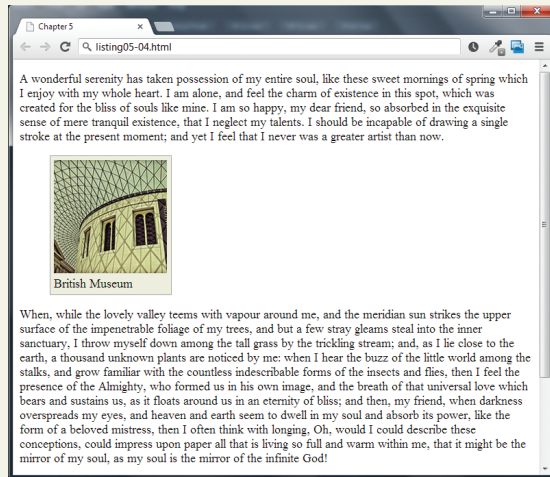 Chapter 5
listing05-04.html
A wonderful serenity has taken possession of my entire soul, like these sweet mornings of spring which
I enjoy with my whole heart. I am alone, and feel the charm of existence in this spot, which was
created for the bliss of souls like mine. I am so happy, my dear friend, so absorbed in the exquisite
sense of mere tranquil existence, that I neglect my talents. I should be incapable of drawing a single
stroke at the present moment; and yet I feel that I never was a greater artist than now.
British Museum
When, while the lovely valley teems with vapour around me, and the meridian sun strikes the upper
surface of the impenetrable foliage of my trees, and but a few stray gleams steal into the inner
sanctuary, I throw myself down among the tall grass by the trickling stream; and, as I lie close to the
earth, a thousand unknown plants are noticed by me: when I hear the buzz of the little world among the
stalks, and grow familiar with the countless indescribable forms of the insects and flies, then I feel the
presence of the Almighty, who formed us in his own image, and the breath of that universal love which
bears and sustains us, as it floats around us in an eternity of bliss; and then, my friend, when darkness
overspreads my eyes, and heaven and earth seem to dwell in my soul and absorb its power, like the
form of a beloved mistress, then I often think with longing, Oh, would I could describe these
conceptions, could impress upon paper all that is living so full and warm within me, that it might be the
mirror of my soul, as my soul is the mirror of the infinite God!